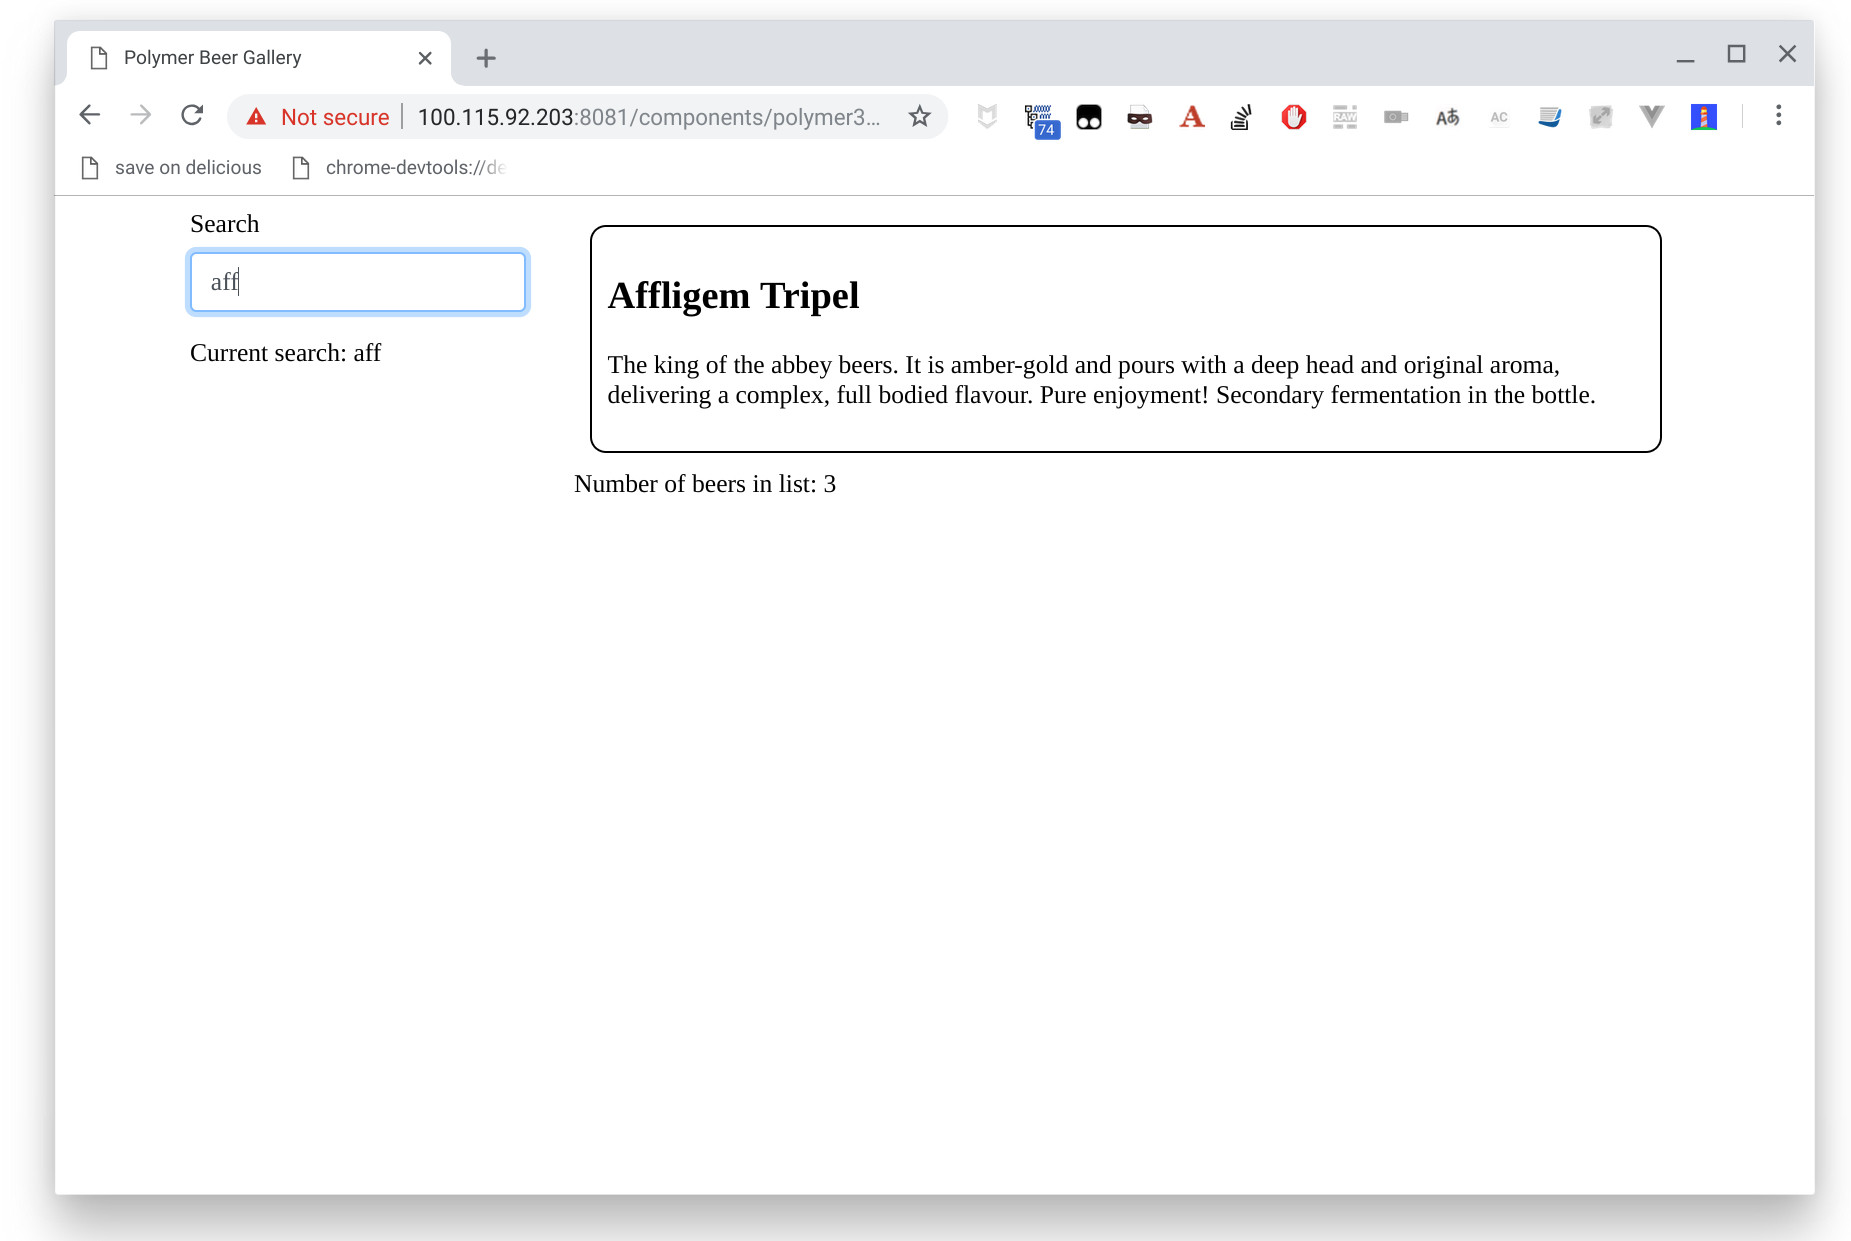 Polymer Beer Gallery
Not secure 100.115.92.203:8081/components/polymer3...
74
A
RAW
Aあ
AC
save on delicious chrome-devtools://de
Search
aff
Current search: aff
Affligem Tripel
The king of the abbey beers. It is amber-gold and pours with a deep head and original aroma,
delivering a complex, full bodied flavour. Pure enjoyment! Secondary fermentation in the bottle.
Number of beers in list: 3